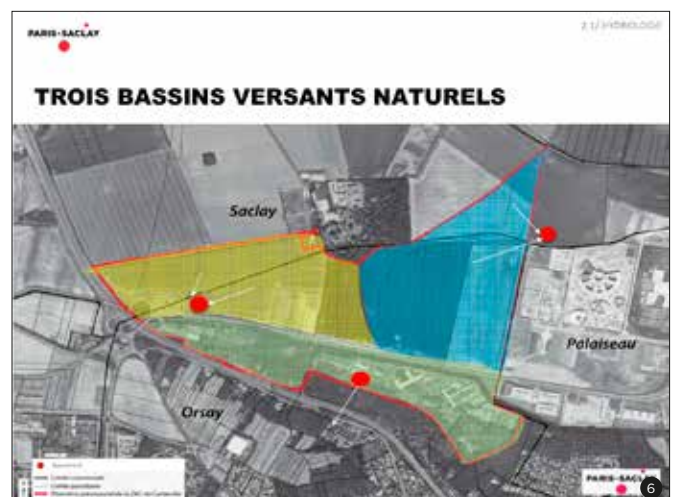 PARIS-SACLAY
2.1/ HYDROLOGIE
TROIS BASSINS VERSANTS NATURELS
Saclay
Palaiseau
Orsay
PARIS-SACLAY
6